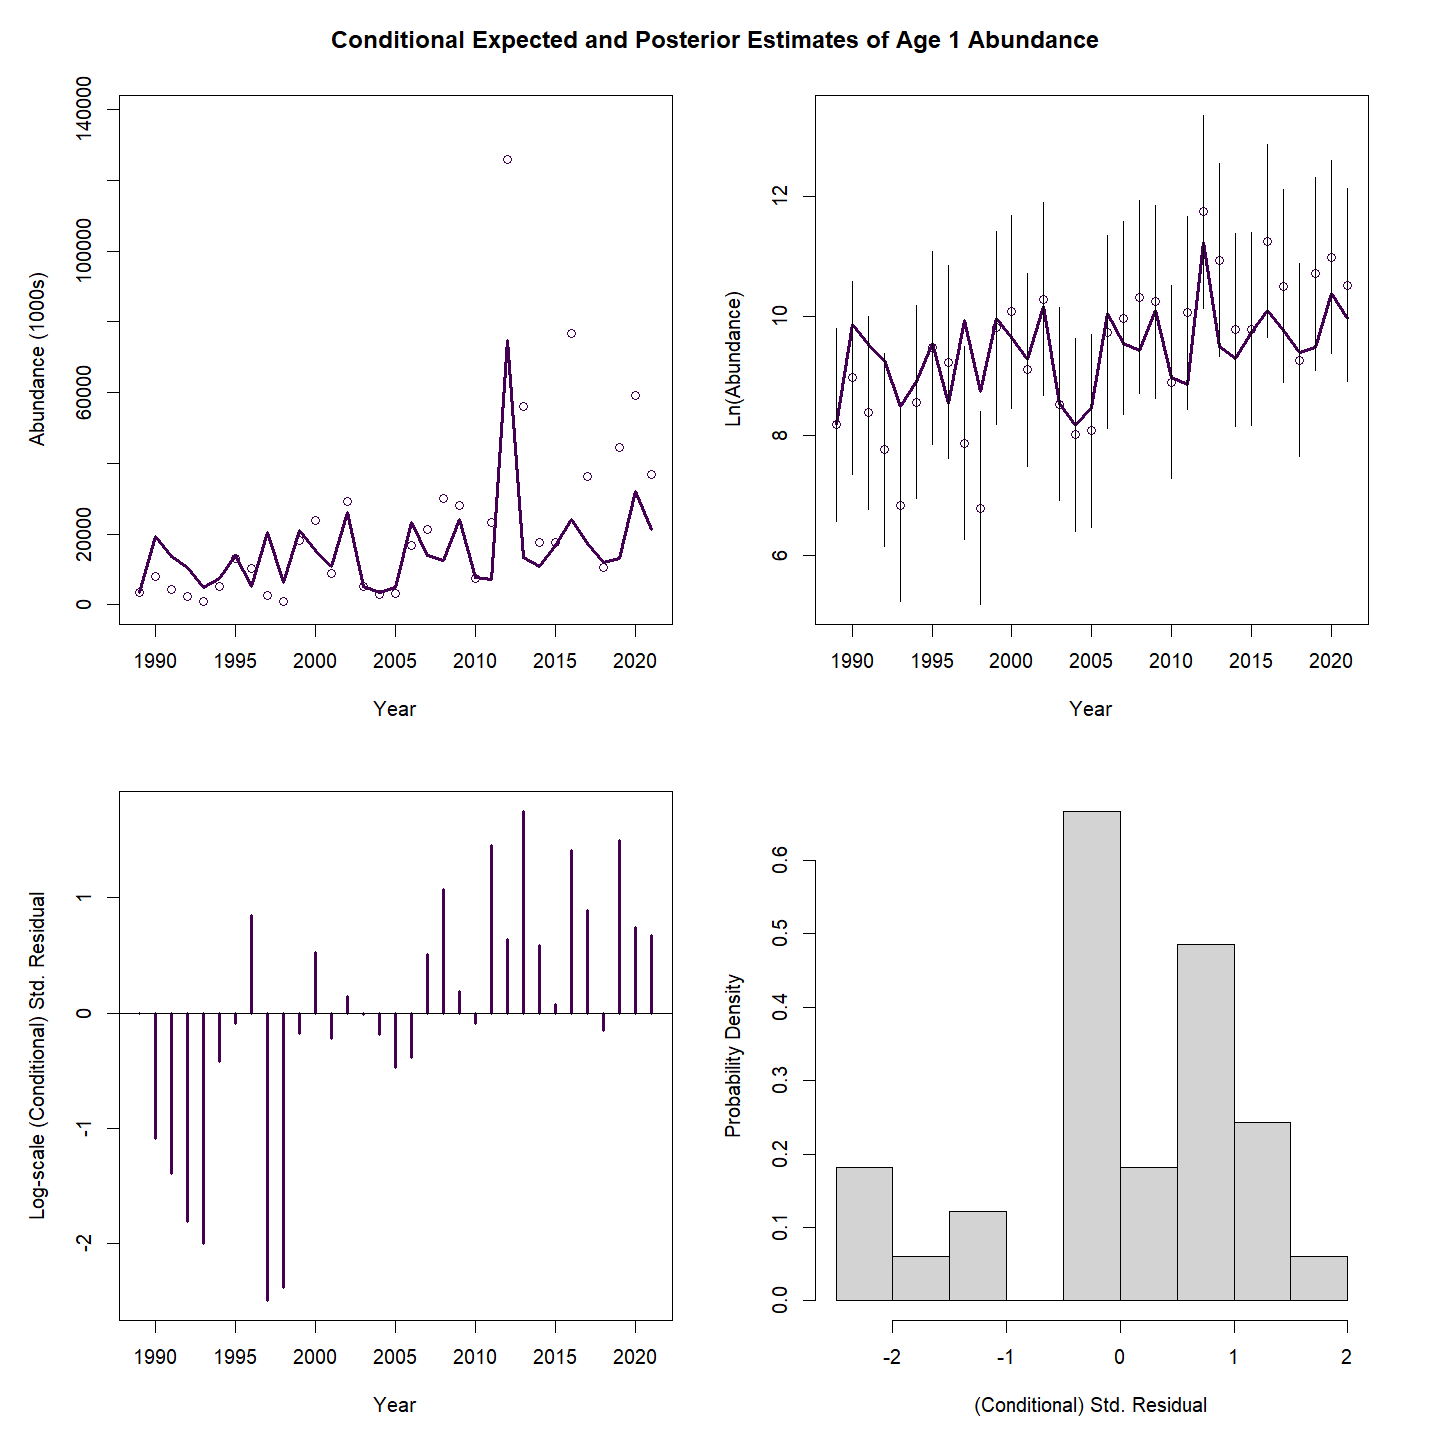 Conditional Expected and Posterior Estimates of Age 1 Abundance
Abundance (1000s)
0 20000 60000 100000 140000
1990 1995 2000 2005 2010 2015 2020
Year
Ln(Abundance)
6 8 10 12
1990 1995 2000 2005 2010 2015 2020
Year
Log-scale (Conditional) Std. Residual
-2 -1 0 1
1990 1995 2000 2005 2010 2015 2020
Year
Probability Density
0.0 0.1 0.2 0.3 0.4 0.5 0.6
-2 -1 0 1 2
(Conditional) Std. Residual